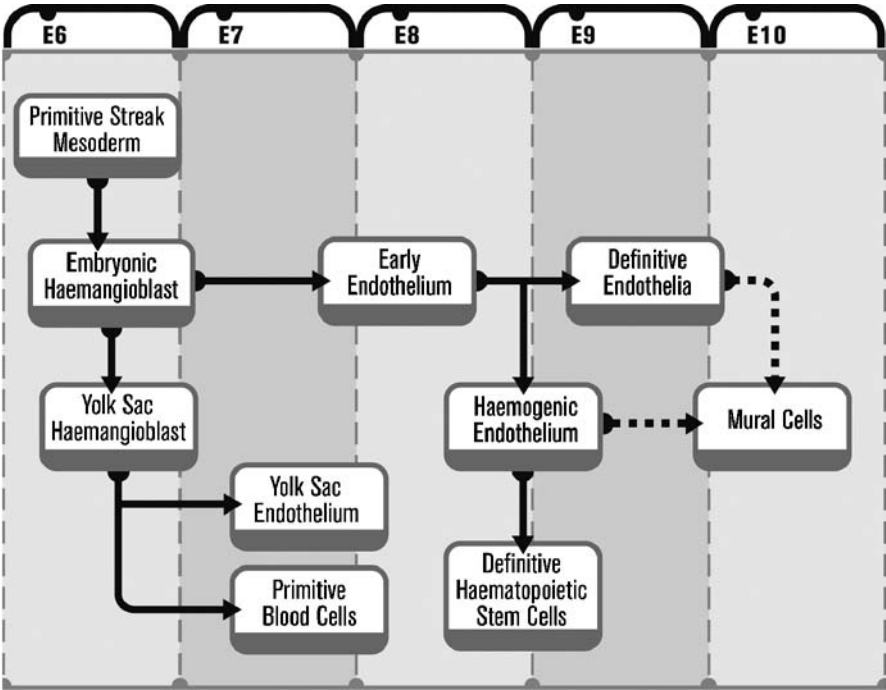 E6
E7
E8
E9
E10
Primitive Streak
Mesoderm
Embryonic
Haemangioblast
Early
Endothelium
Definitive
Endothelia
Yolk Sac
Haemangioblast
Haemogenic
Endothelium
Mural Cells
Yolk Sac
Endothelium
Definitive
Haematopoietic
Stem Cells
Primitive
Blood Cells